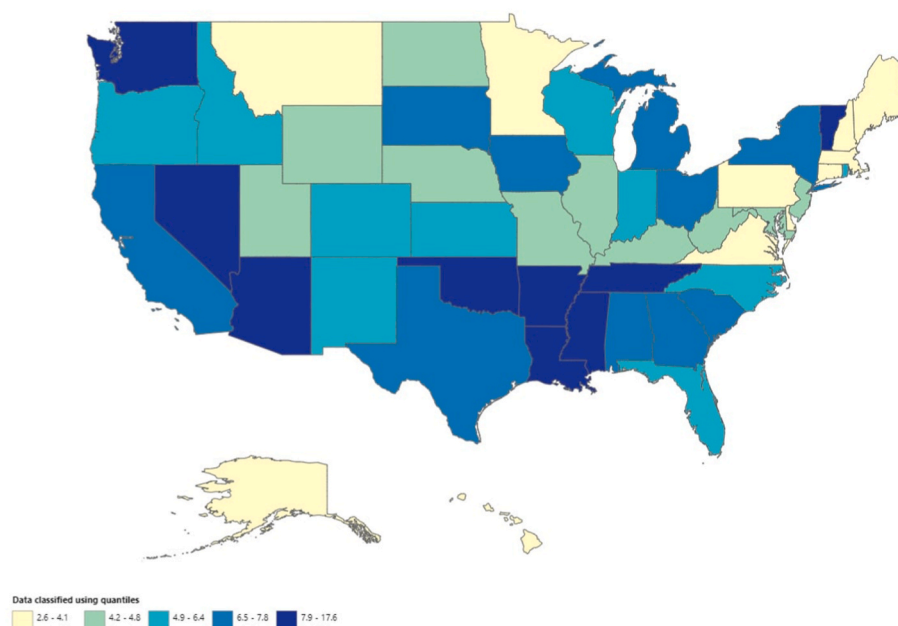 Data classified using quantiles
2.6 - 4.1 4.2 - 4.8 4.9 - 6.4 6.5 - 7.8 7.9 - 17.6